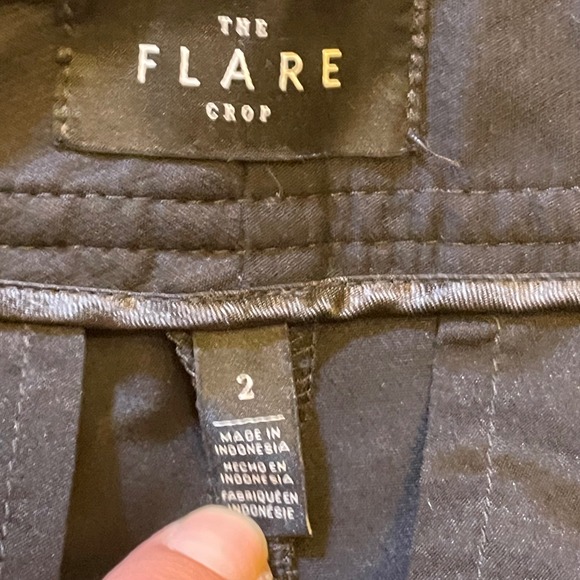 THE
FLARE
CROP
2
MADE IN
INDONESIA
HECHO EN
INDONESIA
FABRIQUÉ EN
INDONÉSIE